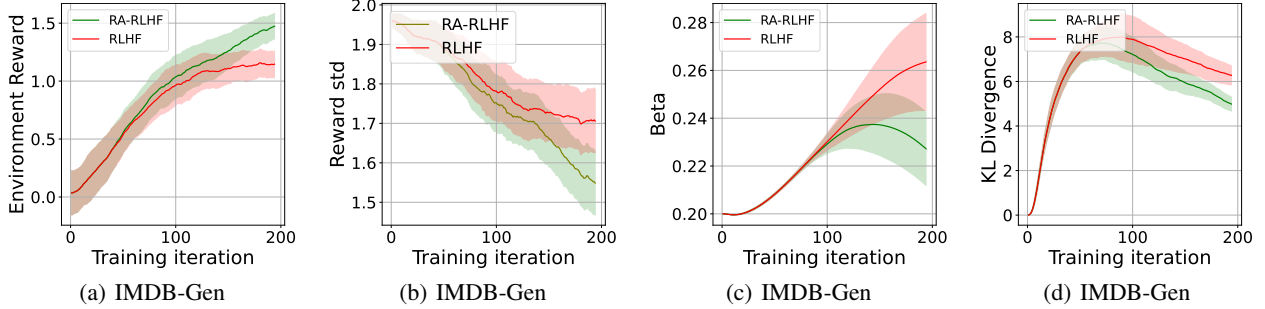 Environment Reward
1.5
1.0
0.5
0.0
RA-RLHF
RLHF
0
100
200
Training iteration
(a) IMDB-Gen
Reward std
2.0
1.9
1.8
1.7
1.6
1.5
RA-RLHF
RLHF
0
100
200
Training iteration
(b) IMDB-Gen
Beta
0.28
0.26
0.24
0.22
0.20
RA-RLHF
RLHF
0
100
200
Training iteration
(c) IMDB-Gen
KL Divergence
8
6
4
2
0
RA-RLHF
RLHF
0
100
200
Training iteration
(d) IMDB-Gen